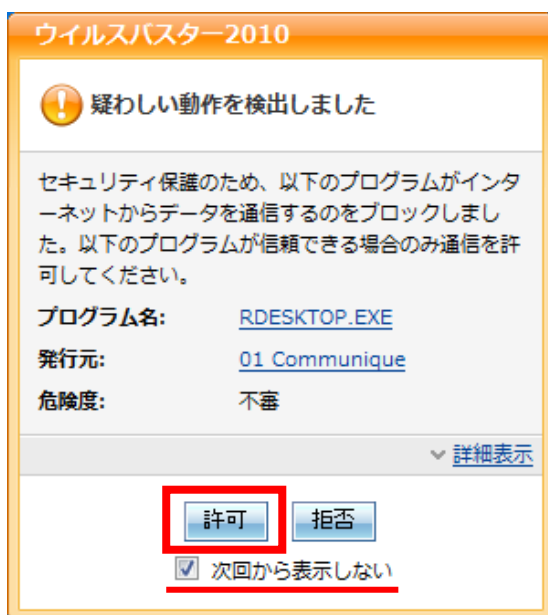 ウイルスバスター2010
疑わしい動作を検出しました
セキュリティ保護のため、以下のプログラムがインタ
ーネットからデータを通信するのをブロックしまし
た。以下のプログラムが信頼できる場合のみ通信を許
可してください。
プログラム名: RDESKTOP.EXE
発行元: 01 Communique
危険度: 不審
詳細表示
許可 拒否
次回から表示しない